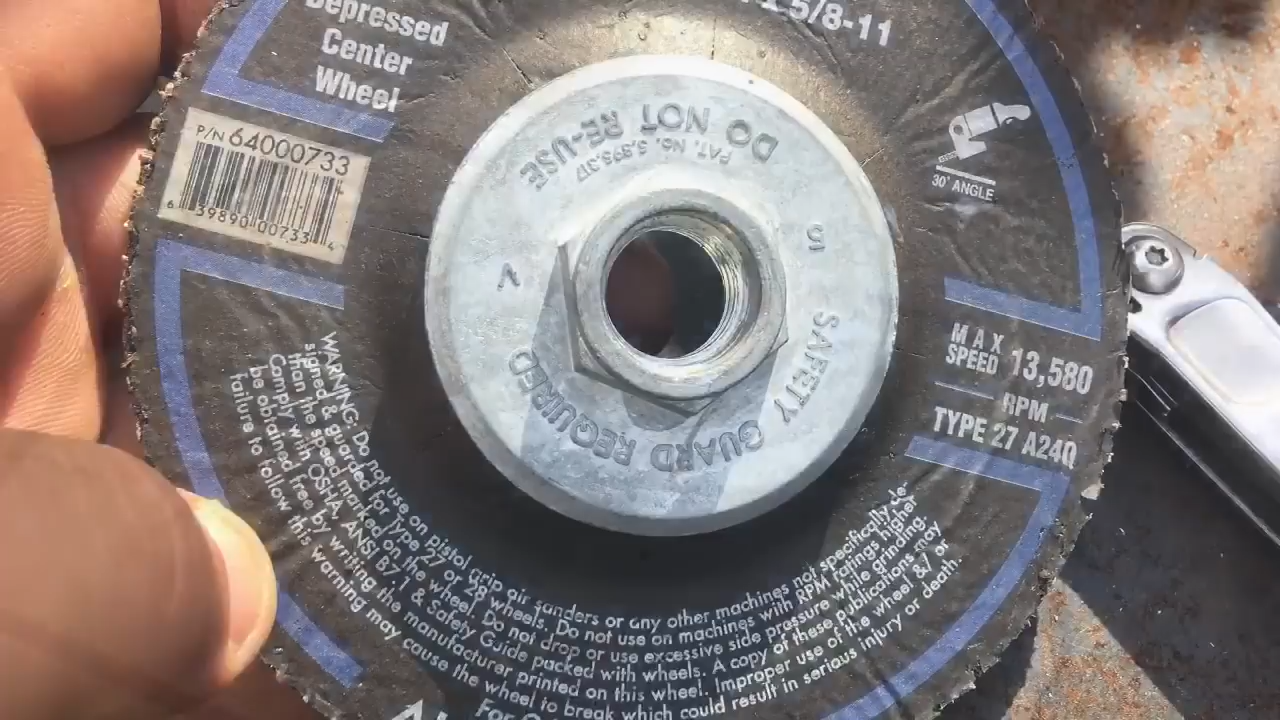 Depressed
Center
Wheel
5/8-11
P/N 64000733
6 39890 00733 4
DO NOT RE-USE
PAT. No. 5,895,317
5
V
SAFETY GUARD REQUIRED
30° ANGLE
MAX
SPEED 13,580
RPM
TYPE 27 A24Q
WARNING: Do not use on pistol grip air sanders or any other machines not specifically de-
signed & guarded for Type 27 or 28 wheels. Do not use on machines with RPM ratings higher
than the speed marked on the wheel. Do not drop or use excessive side pressure while grinding.
Comply with OSHA, ANSI B7.1 & Safety Guide packed with wheels. A copy of these publications may
be obtained free by writing the manufacturer printed on this wheel. Improper use of the wheel &/or
failure to follow this warning may cause the wheel to break which could result in serious injury or death.
For